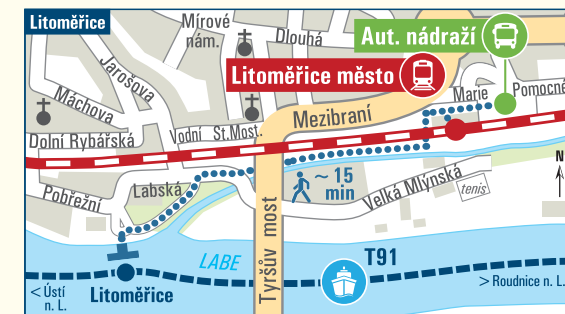 Litoměřice
Mírové
nám.
Dlouhá
Aut. nádraží
Jarošova
Litoměřice město
Máchova
Marie
Pomocné
Mezibraní
Vodní
St.Most.
Dolní Rybářská
Pobřežní
Labská
~ 15
min
Velká Mlýnská
tenis
N
Tyršův most
LABE
T91
< Ústí
n. L.
Litoměřice
> Roudnice n. L.